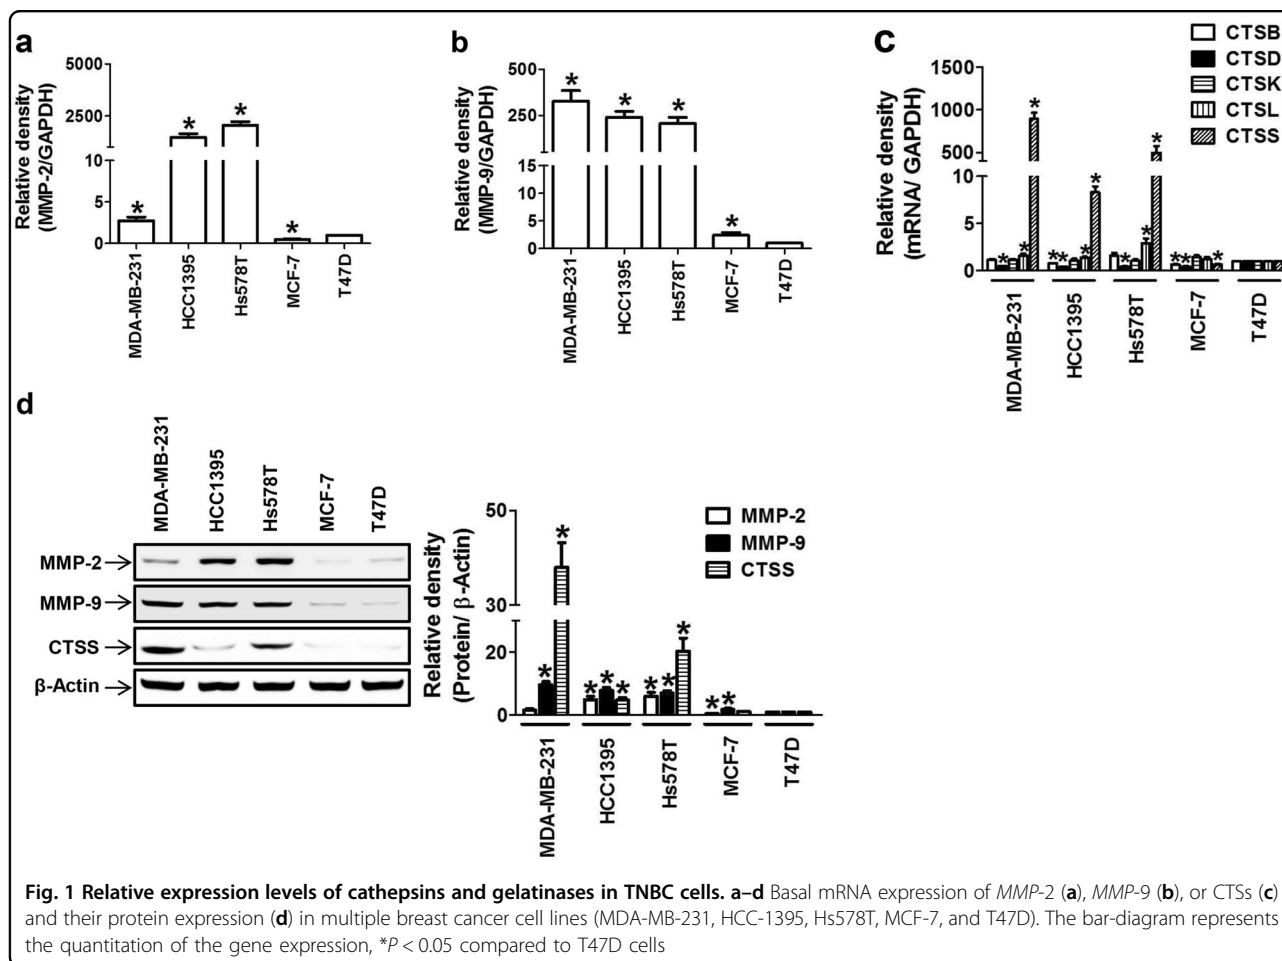 a
5000
2500
10
5
0
Relative density
(MMP-2/GAPDH)
*
*
*
*
MDA-MB-231
HCC1395
Hs578T
MCF-7
T47D
b
500
250
15
10
5
0
Relative density
(MMP-9/GAPDH)
*
*
*
*
MDA-MB-231
HCC1395
Hs578T
MCF-7
T47D
c
CTSB
CTSD
CTSK
CTSL
CTSS
1500
1000
500
10
5
0
Relative density
(mRNA/ GAPDH)
* * *
* * * *
* * *
* * *
MDA-MB-231
HCC1395
Hs578T
MCF-7
T47D
d
MDA-MB-231
HCC1395
Hs578T
MCF-7
T47D
MMP-2
MMP-9
CTSS
β-Actin
50
30
20
0
Relative density
(Protein/ β-Actin)
MMP-2
MMP-9
CTSS
* *
* * *
* * *
* *
MDA-MB-231
HCC1395
Hs578T
MCF-7
T47D
Fig. 1 Relative expression levels of cathepsins and gelatinases in TNBC cells. a–d Basal mRNA expression of MMP-2 (a), MMP-9 (b), or CTSs (c)
and their protein expression (d) in multiple breast cancer cell lines (MDA-MB-231, HCC-1395, Hs578T, MCF-7, and T47D). The bar-diagram represents
the quantitation of the gene expression, *P < 0.05 compared to T47D cells